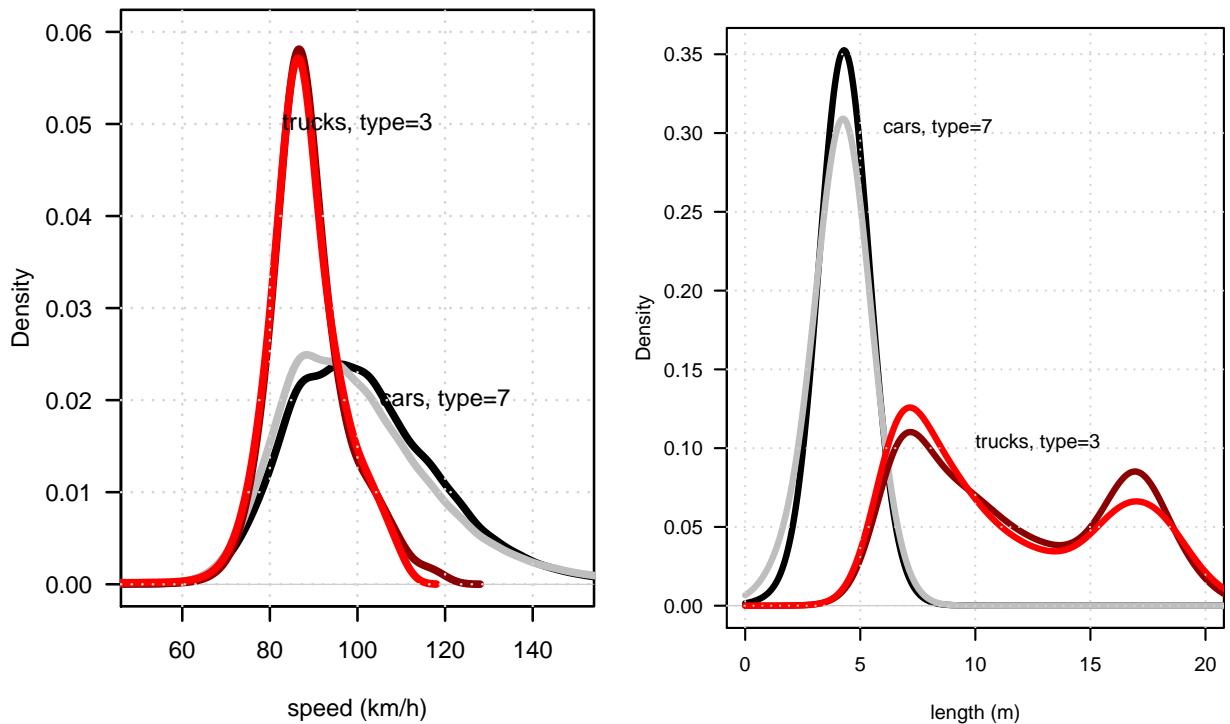 0.06
0.05
0.04
0.03
0.02
0.01
0.00
Density
trucks, type=3
cars, type=7
60 80 100 120 140
speed (km/h)
0.35
0.30
0.25
0.20
0.15
0.10
0.05
0.00
Density
cars, type=7
trucks, type=3
0 5 10 15 20
length (m)